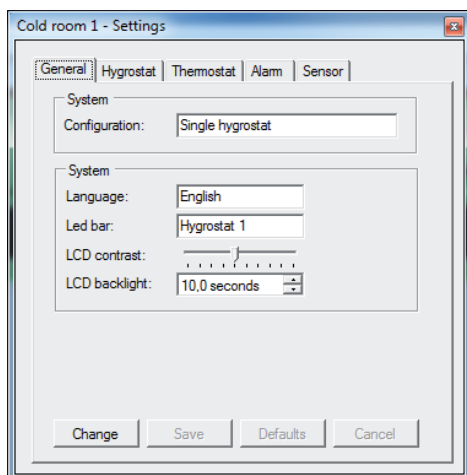 Cold room 1 - Settings
General Hygrostat Thermostat Alarm Sensor
System
Configuration: Single hygrostat
System
Language: English
Led bar: Hygrostat 1
LCD contrast:
LCD backlight: 10,0 seconds
Change Save Defaults Cancel